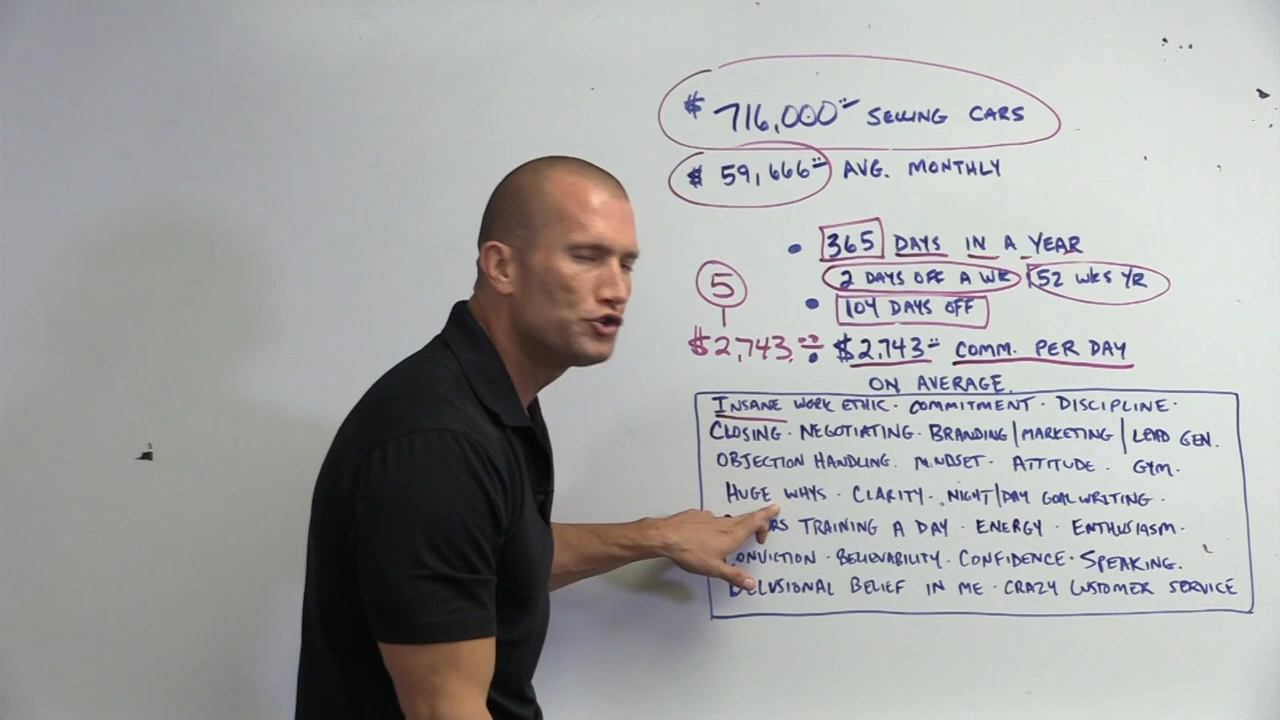 $ 716,000 SELLING CARS
$ 59,666 AVG. MONTHLY
• 365 DAYS IN A YEAR
2 DAYS OFF A WK 52 WKS YR
5
• 104 DAYS OFF
$2,743 ÷ $2,743 COMM. PER DAY
ON AVERAGE.
INSANE WORK ETHIC · COMMITMENT · DISCIPLINE ·
CLOSING · NEGOTIATING · BRANDING | MARKETING | LEAD GEN.
OBJECTION HANDLING. MINDSET · ATTITUDE · GYM.
HUGE WHYS · CLARITY · NIGHT/DAY GOAL WRITING ·
TRAINING A DAY · ENERGY · ENTHUSIASM ·
CONVICTION · BELIEVABILITY. CONFIDENCE · SPEAKING.
DELUSIONAL BELIEF IN ME · CRAZY CUSTOMER SERVICE